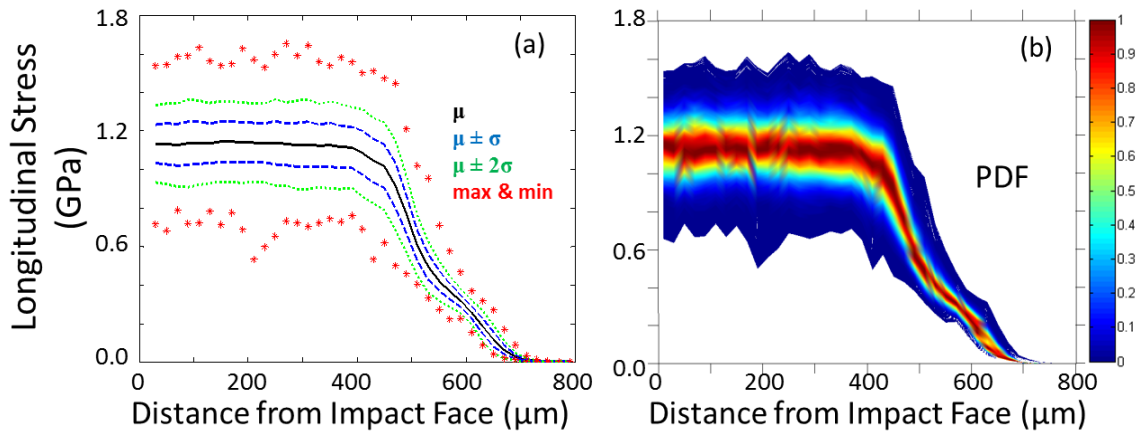 Longitudinal Stress
(GPa)
1.8
1.2
0.6
0.0
(a)
μ
μ ± σ
μ ± 2σ
max & min
0 200 400 600 800
Distance from Impact Face (μm)
1.8
1.2
0.6
0.0
(b)
PDF
0 200 400 600 800
Distance from Impact Face (μm)
1
0.9
0.8
0.7
0.6
0.5
0.4
0.3
0.2
0.1
0